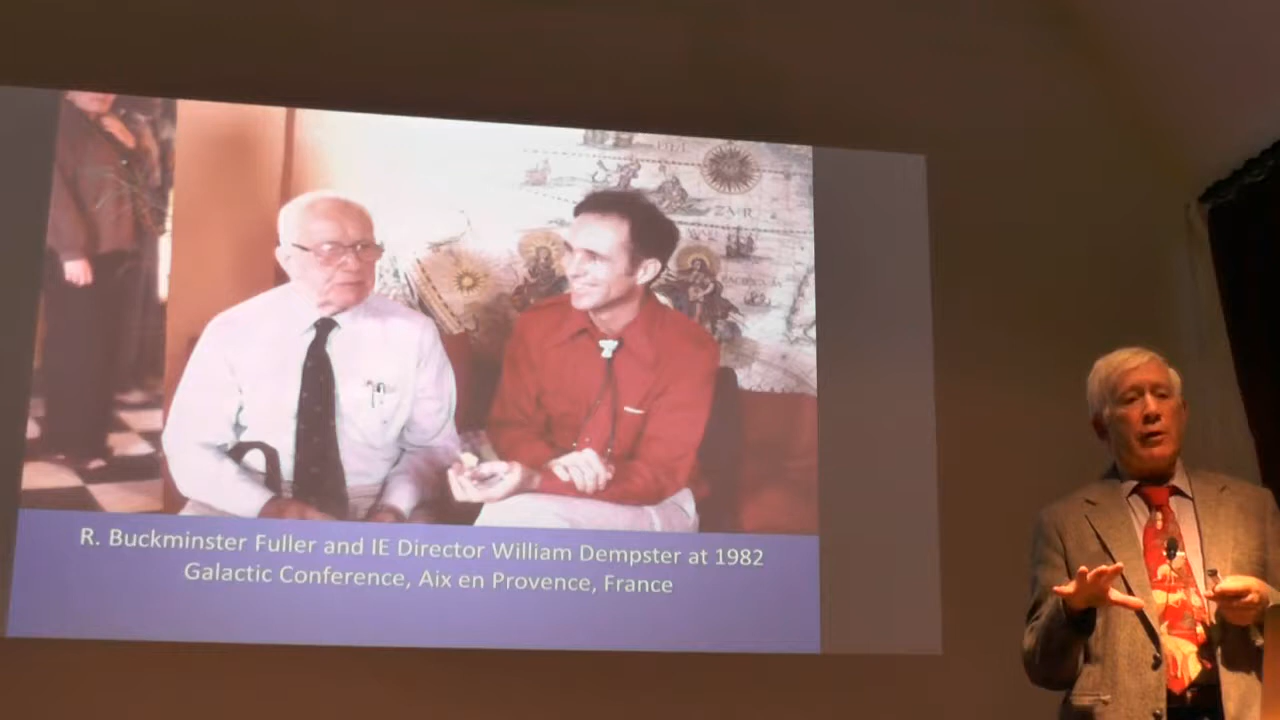 R. Buckminster Fuller and IE Director William Dempster at 1982
Galactic Conference, Aix en Provence, France